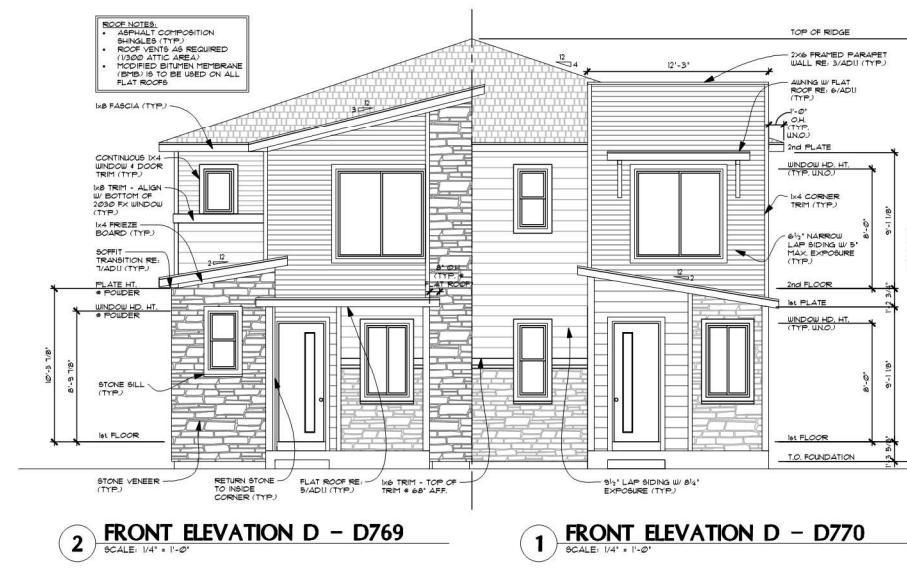 ROOF NOTES:
• ASPHALT COMPOSITION
SHINGLES (TYP.)
• ROOF VENTS AS REQUIRED
(1/300 ATTIC AREA)
• MODIFIED BITUMEN MEMBRANE
(BMB) IS TO BE USED ON ALL
FLAT ROOFS
1x8 FASCIA (TYP.)
CONTINUOUS 1x4
WINDOW & DOOR
TRIM (TYP.)
1x8 TRIM - ALIGN
W/ BOTTOM OF
2030 FX WINDOW
(TYP.)
1x4 FRIEZE
BOARD (TYP.)
SOFFIT
TRANSITION RE:
7/AD1.1 (TYP.)
PLATE HT.
@ POWDER
WINDOW HD. HT.
@ POWDER
10'-3 7/8"
8'-3 7/8"
STONE SILL
(TYP.)
1st FLOOR
STONE VENEER
(TYP.)
RETURN STONE
TO INSIDE
CORNER (TYP.)
FLAT ROOF RE:
5/AD1.1 (TYP.)
1x6 TRIM - TOP OF
TRIM @ 68" AFF.
9 1/2" LAP SIDING W/ 8 1/4"
EXPOSURE (TYP.)
12
3
12
2
8" O.H.
(TYP. @
FLAT ROOF)
12
4
12'-3"
12
2
TOP OF RIDGE
2X6 FRAMED PARAPET
WALL RE: 3/AD1.1 (TYP.)
AWNING W/ FLAT
ROOF RE: 6/AD1.1
(TYP.)
1'-0"
O.H.
(TYP.
U.N.O.)
2nd PLATE
WINDOW HD. HT.
(TYP. U.N.O.)
1x4 CORNER
TRIM (TYP.)
8'-0"
9'-1 1/8"
6 1/2" NARROW
LAP SIDING W/ 5"
MAX. EXPOSURE
(TYP.)
2nd FLOOR
1st PLATE
WINDOW HD. HT.
(TYP. U.N.O.)
8'-0"
9'-1 1/8"
1st FLOOR
T.O. FOUNDATION
2 FRONT ELEVATION D - D769
SCALE: 1/4" = 1'-0"
1 FRONT ELEVATION D - D770
SCALE: 1/4" = 1'-0"